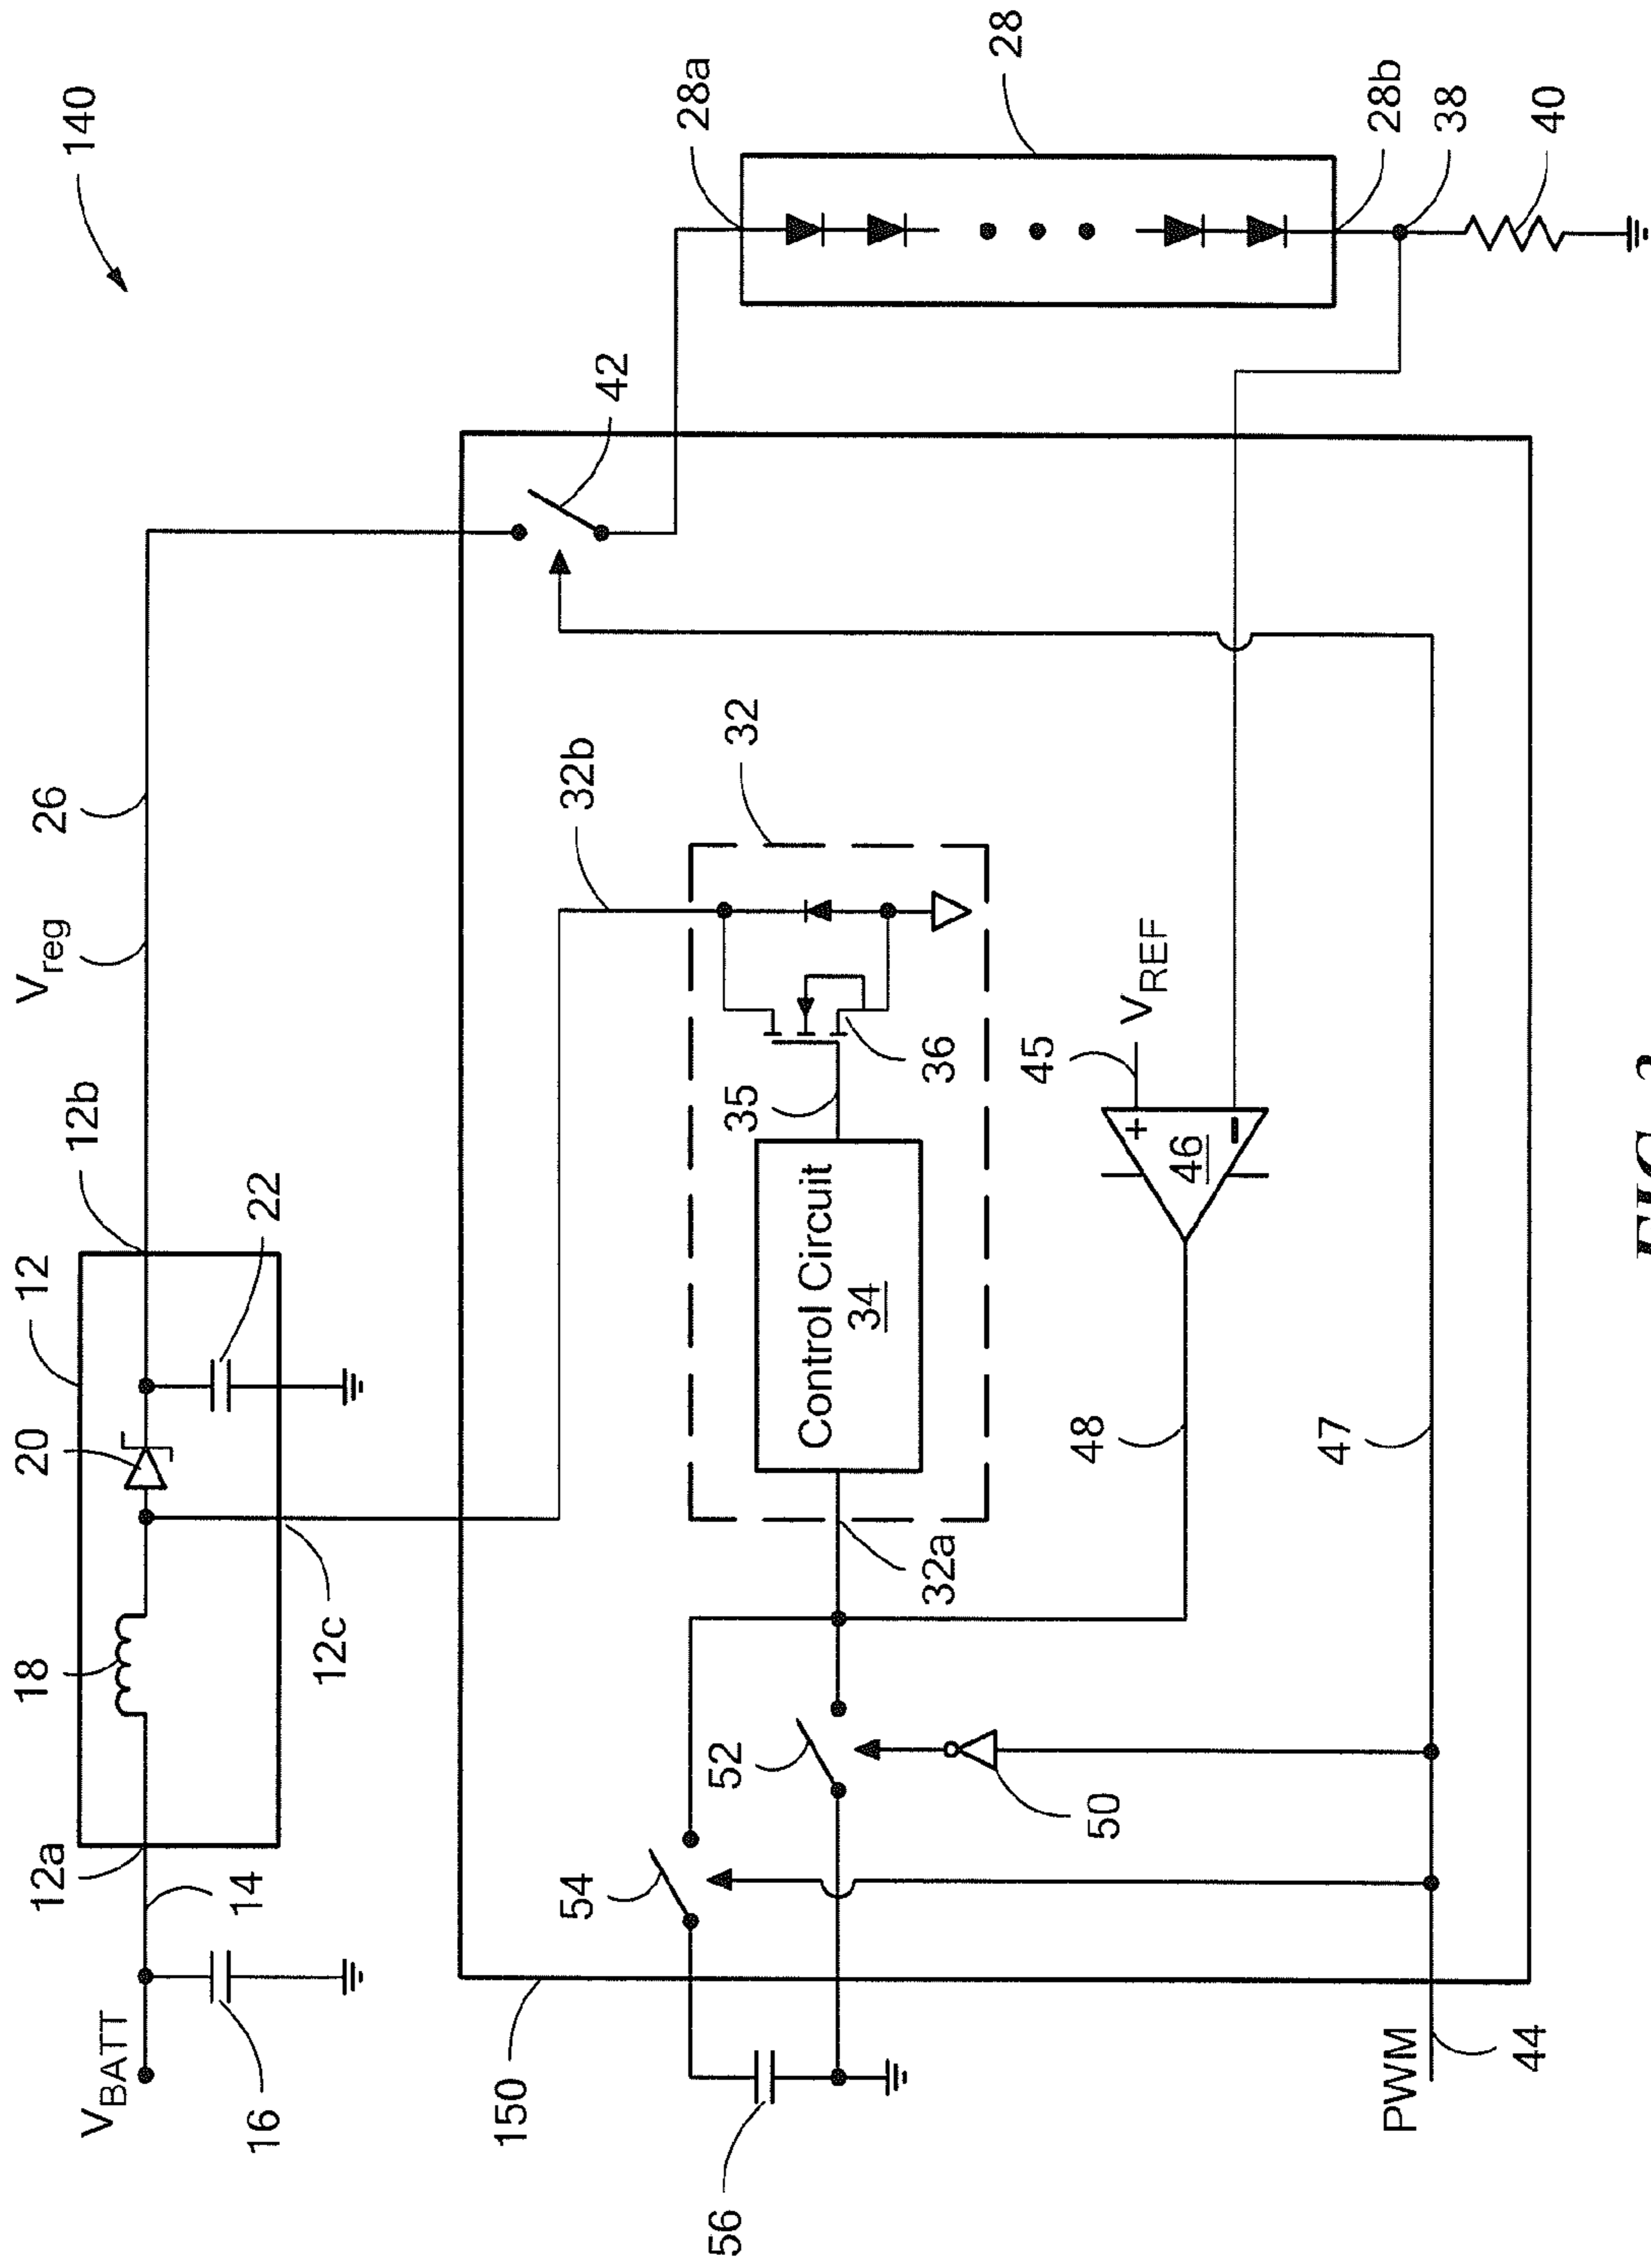 140
V_BATT
16
14
12a
18
20
12
12b
22
12c
V_reg
26
42
28a
28
28b
38
40
32b
32
Control Circuit
34
35
36
32a
45
V_REF
+
46
−
48
47
54
52
50
150
56
PWM
44